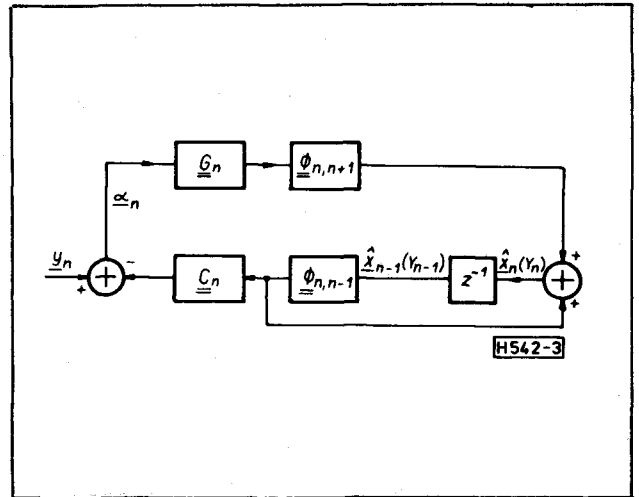 G_n
Φ_{n,n+1}
α_n
y_n
-
+
C_n
Φ_{n,n-1}
x̂_{n-1}(Y_{n-1})
z⁻¹
x̂_n(Y_n)
+
+
H542-3